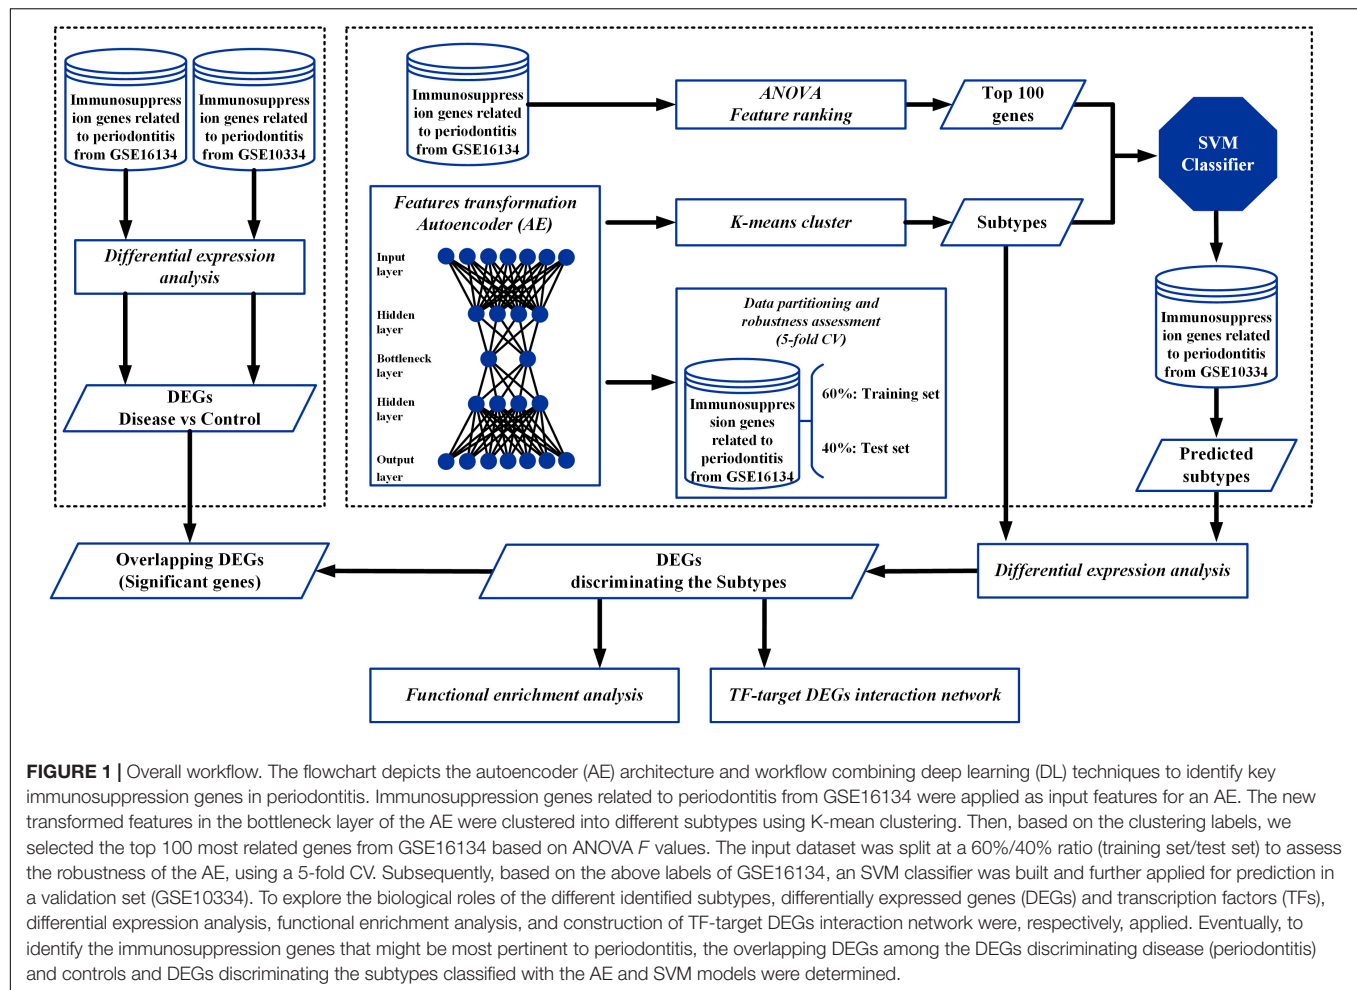 Immunosuppress
ion genes related
to periodontitis
from GSE16134
Immunosuppress
ion genes related
to periodontitis
from GSE10334
Differential expression
analysis
DEGs
Disease vs Control
Immunosuppress
ion genes related
to periodontitis
from GSE16134
ANOVA
Feature ranking
Top 100
genes
SVM
Classifier
Features transformation
Autoencoder (AE)
Input
layer
Hidden
layer
Bottleneck
layer
Hidden
layer
Output
layer
K-means cluster
Subtypes
Data partitioning and
robustness assessment
(5-fold CV)
Immunosuppres
sion genes
related to
periodontitis
from GSE16134
60%: Training set
40%: Test set
Immunosuppress
ion genes related
to periodontitis
from GSE10334
Predicted
subtypes
Overlapping DEGs
(Significant genes)
DEGs
discriminating the Subtypes
Differential expression analysis
Functional enrichment analysis
TF-target DEGs interaction network
FIGURE 1 | Overall workflow. The flowchart depicts the autoencoder (AE) architecture and workflow combining deep learning (DL) techniques to identify key
immunosuppression genes in periodontitis. Immunosuppression genes related to periodontitis from GSE16134 were applied as input features for an AE. The new
transformed features in the bottleneck layer of the AE were clustered into different subtypes using K-mean clustering. Then, based on the clustering labels, we
selected the top 100 most related genes from GSE16134 based on ANOVA F values. The input dataset was split at a 60%/40% ratio (training set/test set) to assess
the robustness of the AE, using a 5-fold CV. Subsequently, based on the above labels of GSE16134, an SVM classifier was built and further applied for prediction in
a validation set (GSE10334). To explore the biological roles of the different identified subtypes, differentially expressed genes (DEGs) and transcription factors (TFs),
differential expression analysis, functional enrichment analysis, and construction of TF-target DEGs interaction network were, respectively, applied. Eventually, to
identify the immunosuppression genes that might be most pertinent to periodontitis, the overlapping DEGs among the DEGs discriminating disease (periodontitis)
and controls and DEGs discriminating the subtypes classified with the AE and SVM models were determined.